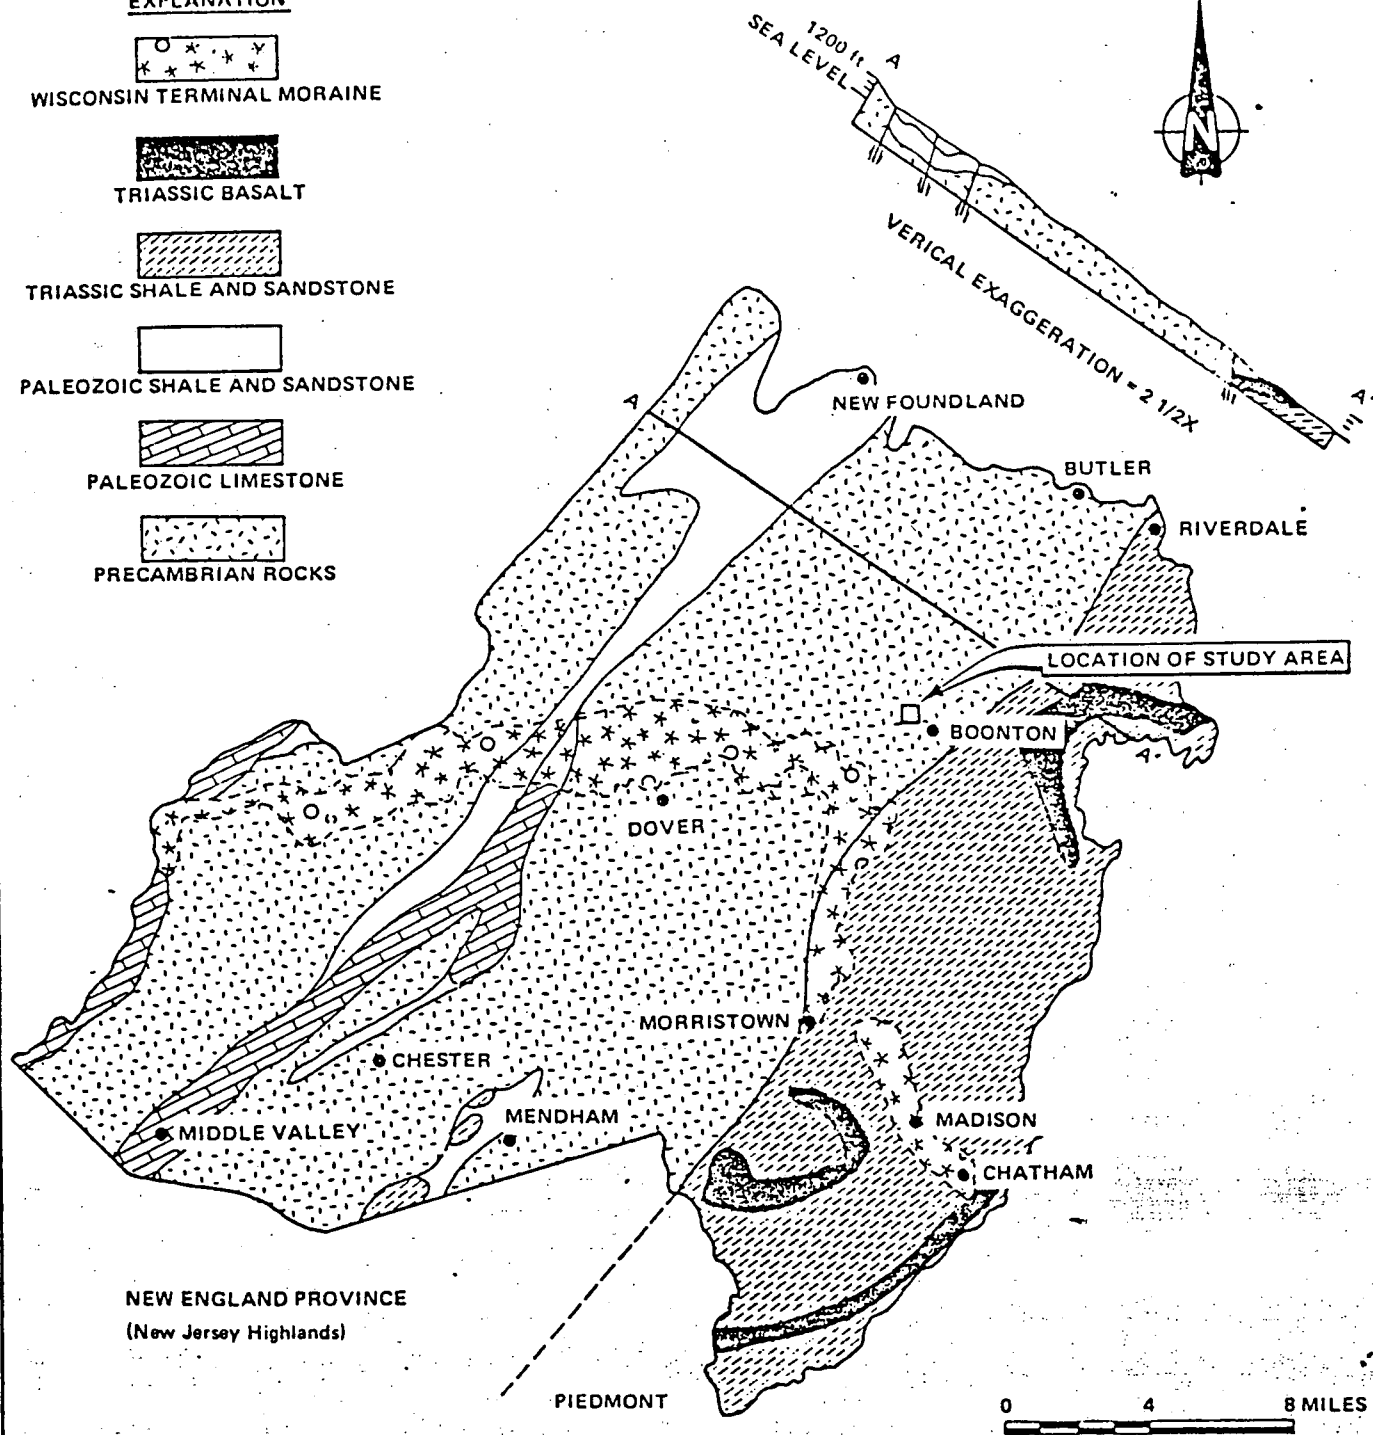 EXPLANATION
WISCONSIN TERMINAL MORAINE
TRIASSIC BASALT
TRIASSIC SHALE AND SANDSTONE
PALEOZOIC SHALE AND SANDSTONE
PALEOZOIC LIMESTONE
PRECAMBRIAN ROCKS
1200 ft
A
SEA LEVEL
N
VERICAL EXAGGERATION = 2 1/2X
A'
A
NEW FOUNDLAND
BUTLER
RIVERDALE
LOCATION OF STUDY AREA
BOONTON
A'
DOVER
MORRISTOWN
CHESTER
MENDHAM
MADISON
MIDDLE VALLEY
CHATHAM
NEW ENGLAND PROVINCE
(New Jersey Highlands)
PIEDMONT
0 4 8 MILES